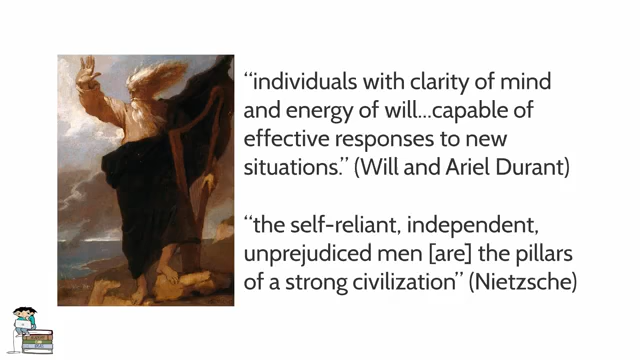 “individuals with clarity of mind
and energy of will...capable of
effective responses to new
situations.” (Will and Ariel Durant)
“the self-reliant, independent,
unprejudiced men [are] the pillars
of a strong civilization” (Nietzsche)